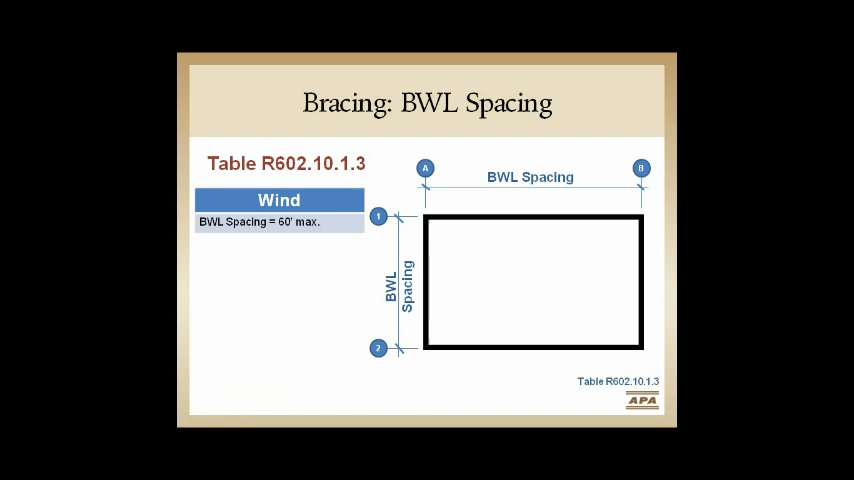 Bracing: BWL Spacing
Table R602.10.1.3
Wind
BWL Spacing = 60' max.
A
B
BWL Spacing
1
BWL
Spacing
2
Table R602.10.1.3
APA